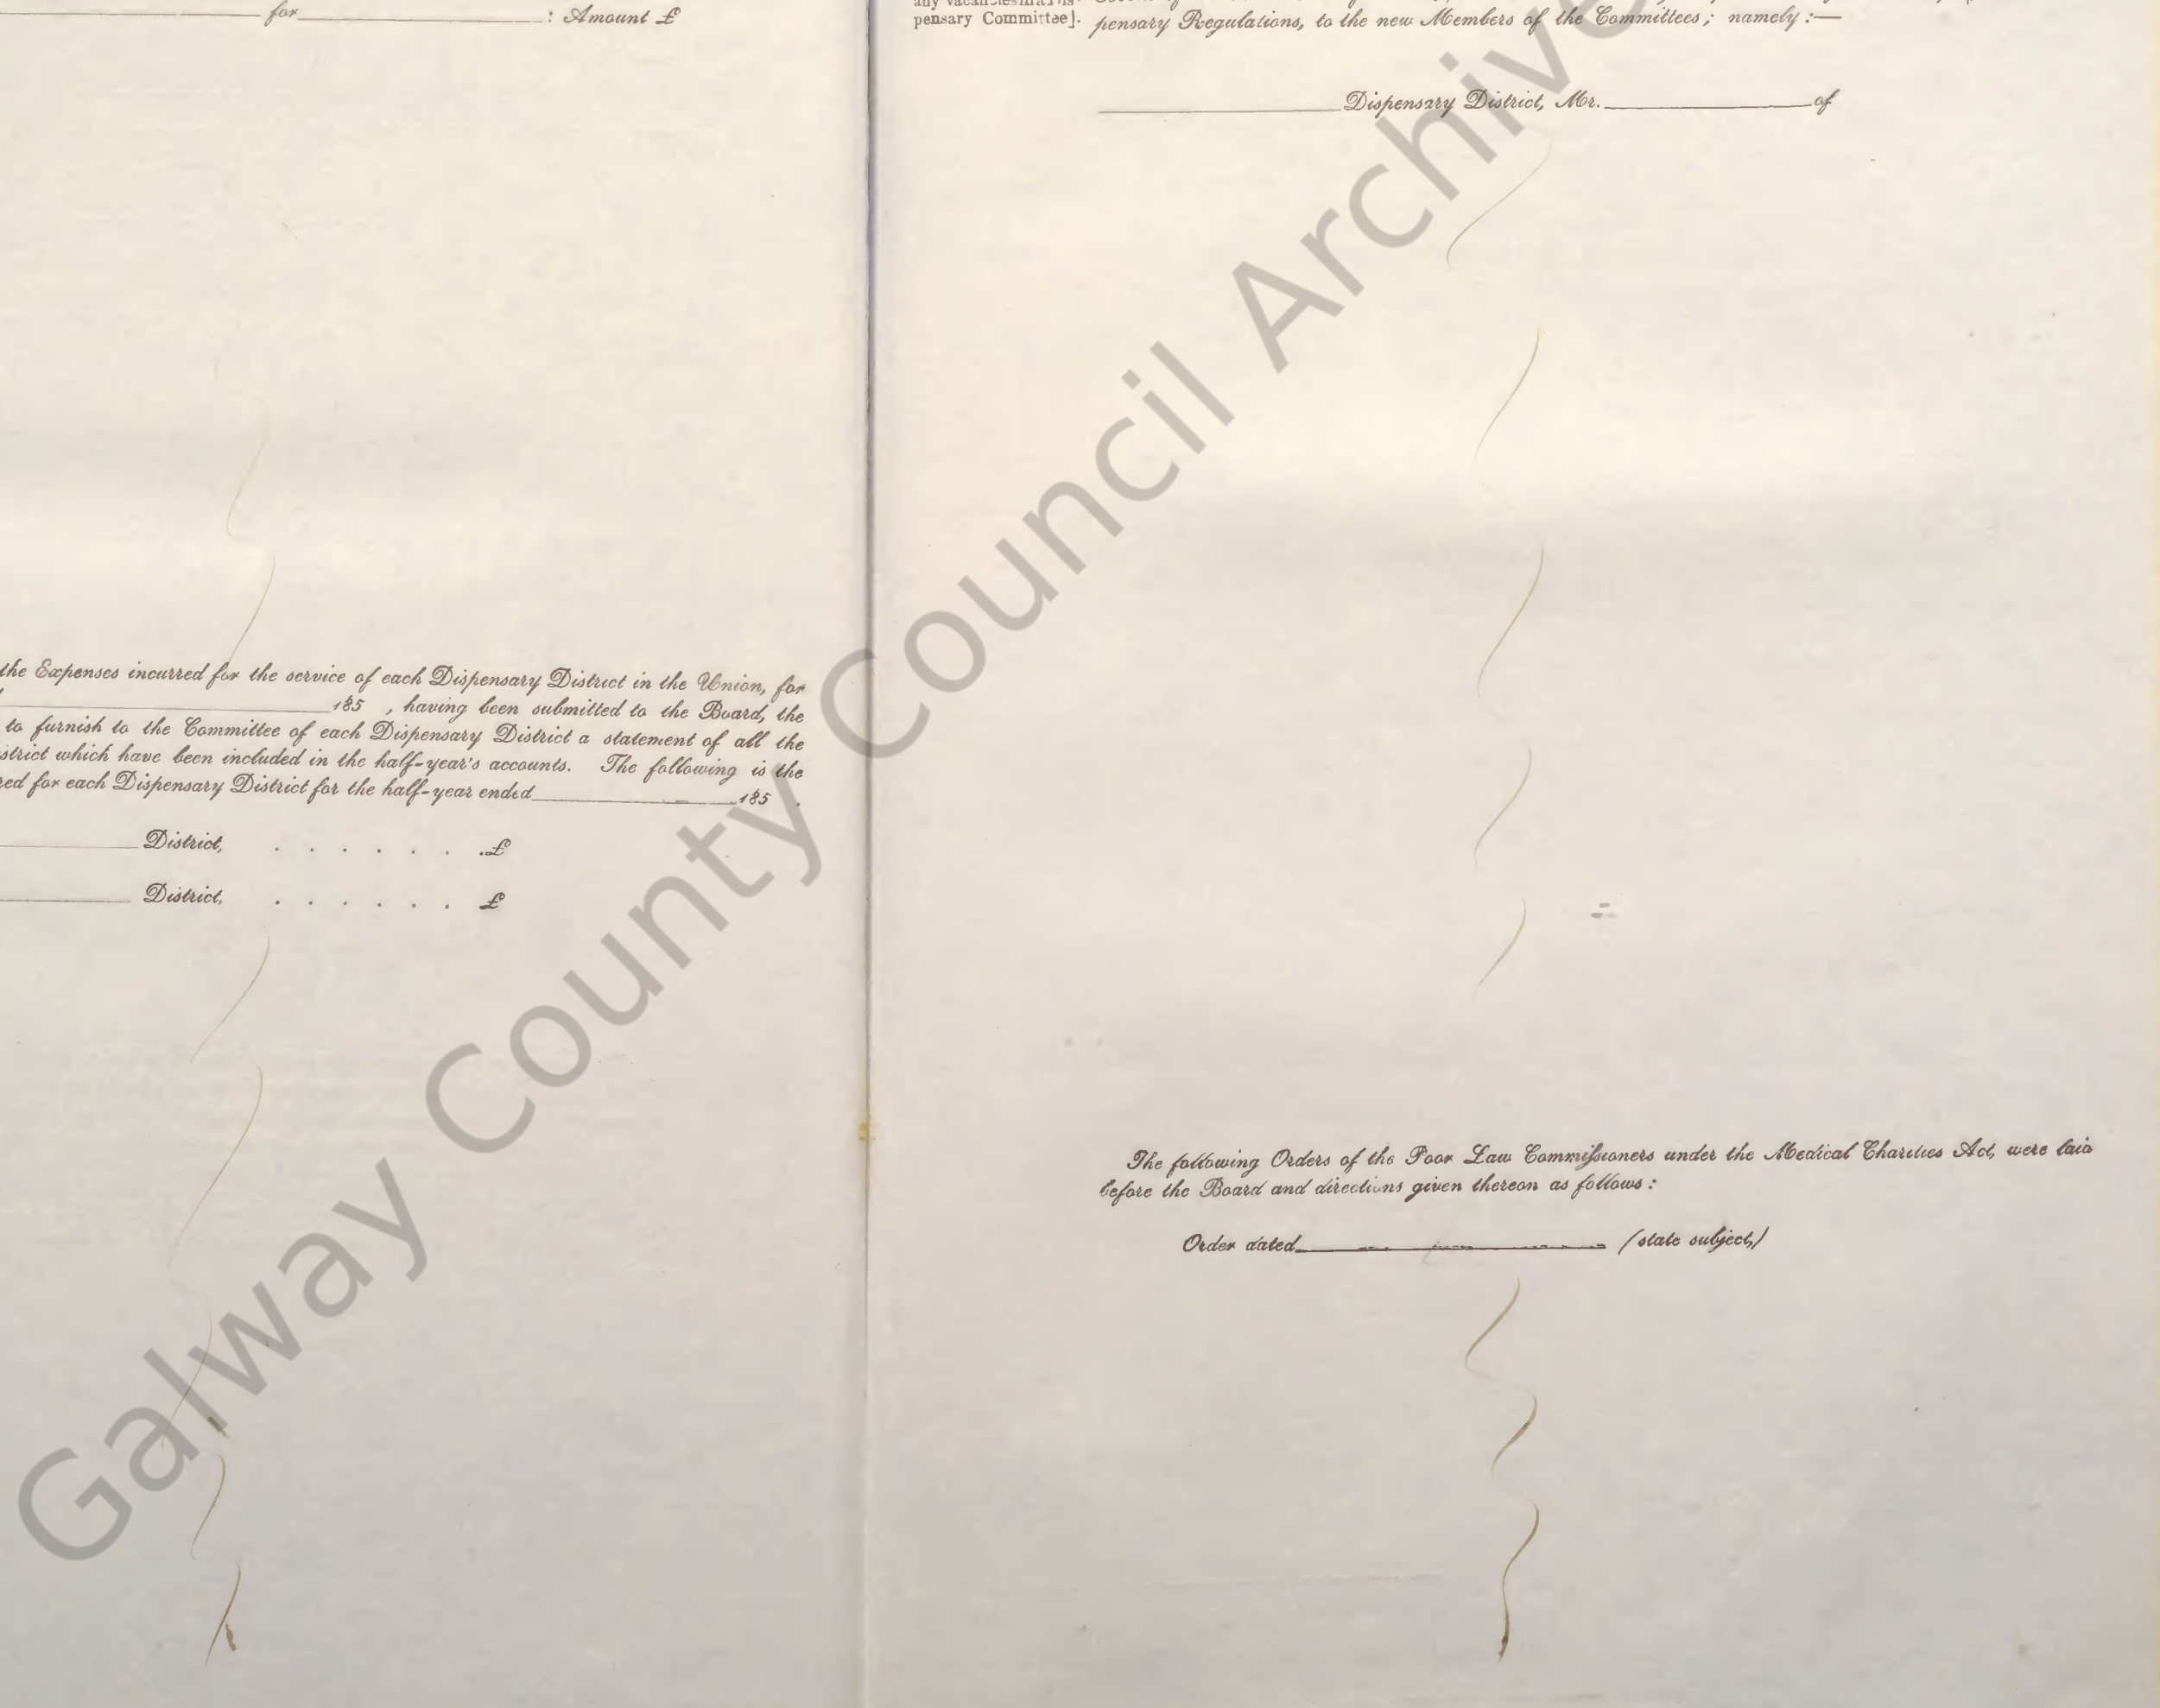 for : Amount £
the Expenses incurred for the service of each Dispensary District in the Union, for
185 , having been submitted to the Board, the
to furnish to the Committee of each Dispensary District a statement of all the
strict which have been included in the half-year's accounts. The following is the
red for each Dispensary District for the half-year ended 185 .
District, . . . . . . £
District, . . . . . . £
any vacancies in a Dis-
pensary Committee].
pensary Regulations, to the new Members of the Committees; namely:—
Dispensary District, Mr. of
The following Orders of the Poor Law Commissioners under the Medical Charities Act, were laid
before the Board and directions given thereon as follows:
Order dated (state subject,)
Galway County Council Archive